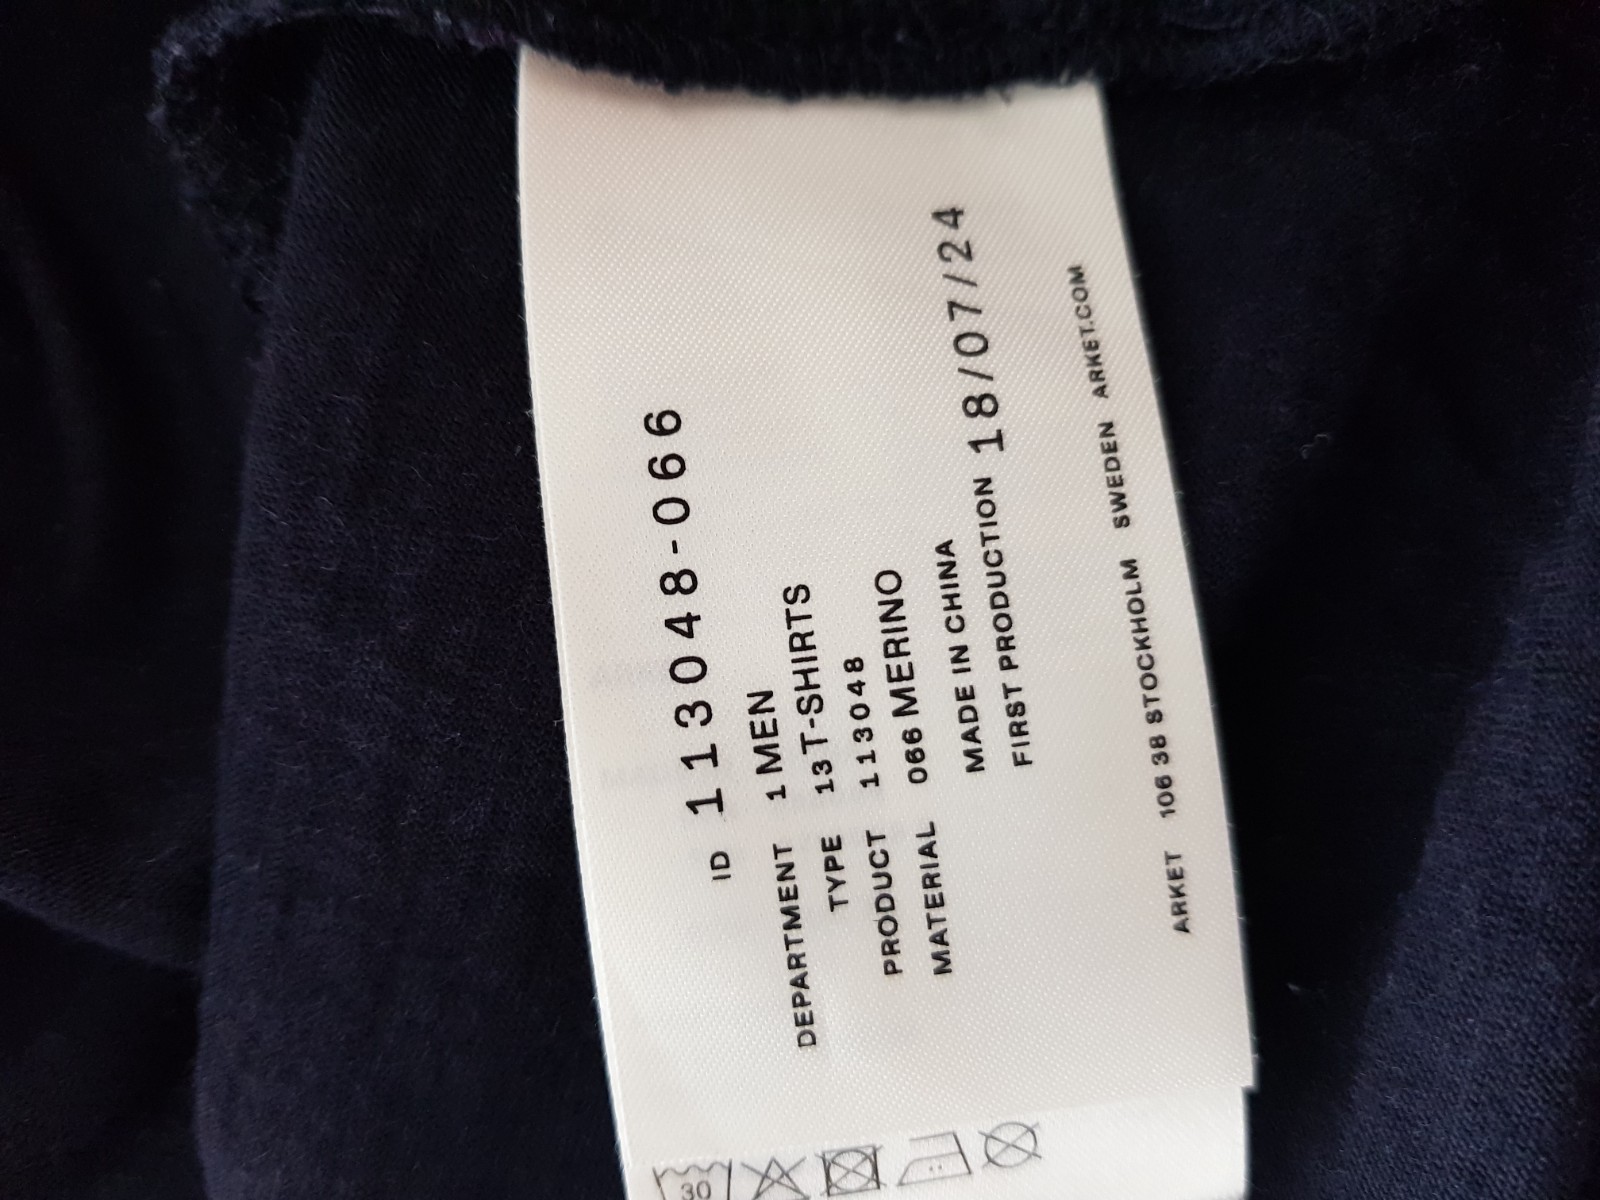 ID 113048-066
DEPARTMENT 1 MEN
TYPE 13 T-SHIRTS
PRODUCT 113048
MATERIAL 066 MERINO
MADE IN CHINA
FIRST PRODUCTION 18/07/24
ARKET 106 38 STOCKHOLM SWEDEN ARKET.COM
30